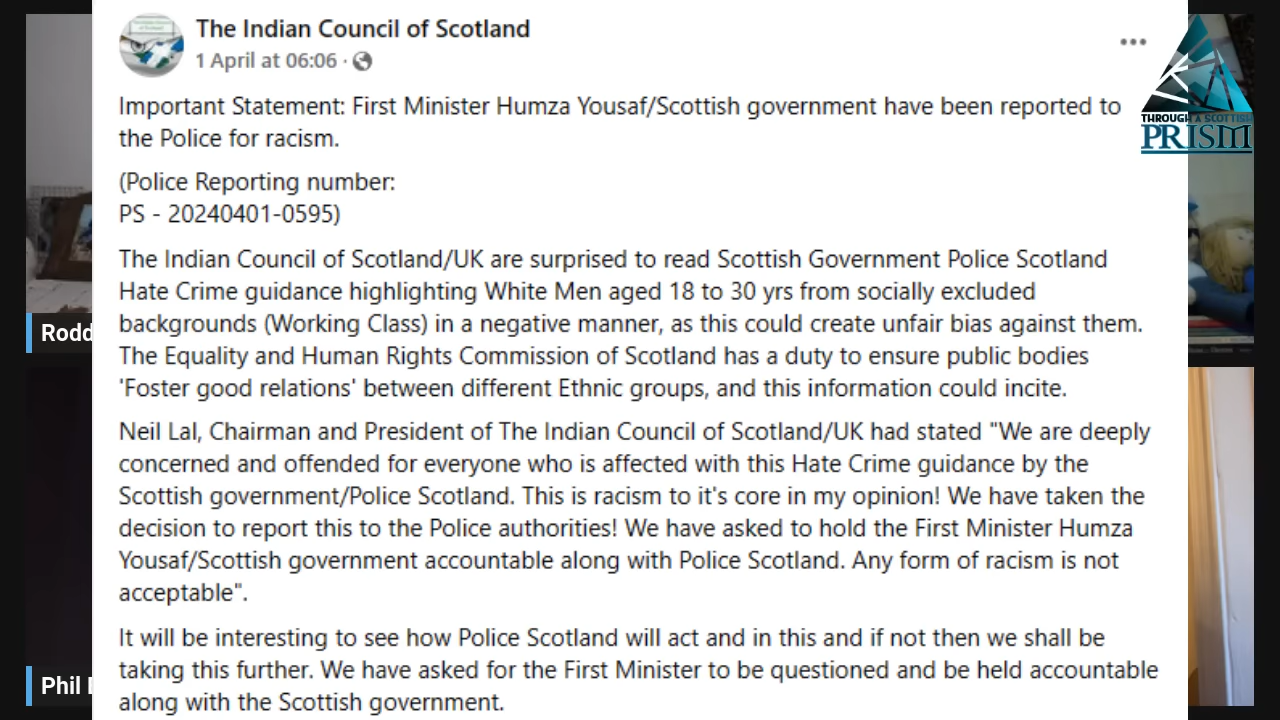 The Indian Council of Scotland
1 April at 06:06 ·
Important Statement: First Minister Humza Yousaf/Scottish government have been reported to
the Police for racism.
(Police Reporting number:
PS - 20240401-0595)
The Indian Council of Scotland/UK are surprised to read Scottish Government Police Scotland
Hate Crime guidance highlighting White Men aged 18 to 30 yrs from socially excluded
backgrounds (Working Class) in a negative manner, as this could create unfair bias against them.
The Equality and Human Rights Commission of Scotland has a duty to ensure public bodies
'Foster good relations' between different Ethnic groups, and this information could incite.
Neil Lal, Chairman and President of The Indian Council of Scotland/UK had stated "We are deeply
concerned and offended for everyone who is affected with this Hate Crime guidance by the
Scottish government/Police Scotland. This is racism to it's core in my opinion! We have taken the
decision to report this to the Police authorities! We have asked to hold the First Minister Humza
Yousaf/Scottish government accountable along with Police Scotland. Any form of racism is not
acceptable".
It will be interesting to see how Police Scotland will act and in this and if not then we shall be
taking this further. We have asked for the First Minister to be questioned and be held accountable
along with the Scottish government.
THROUGH A SCOTTISH
PRISM
Rodd
Phil